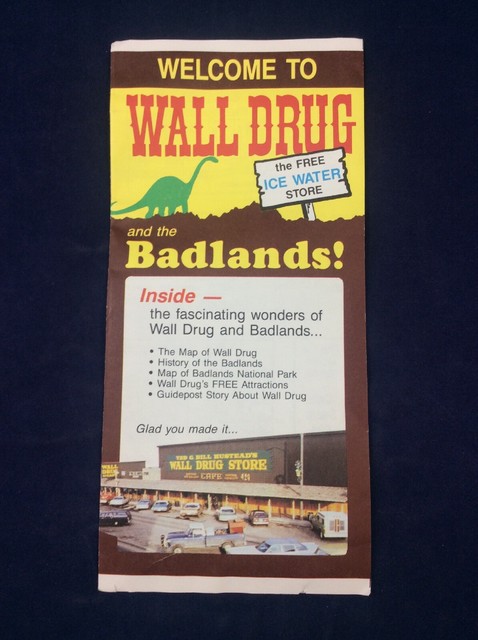 WELCOME TO
WALL DRUG
the FREE
ICE WATER
STORE
and the
Badlands!
Inside —
the fascinating wonders of
Wall Drug and Badlands...
• The Map of Wall Drug
• History of the Badlands
• Map of Badlands National Park
• Wall Drug's FREE Attractions
• Guidepost Story About Wall Drug
Glad you made it...
TED & BILL HUSTEAD'S
WALL DRUG STORE
CAFE
WALL